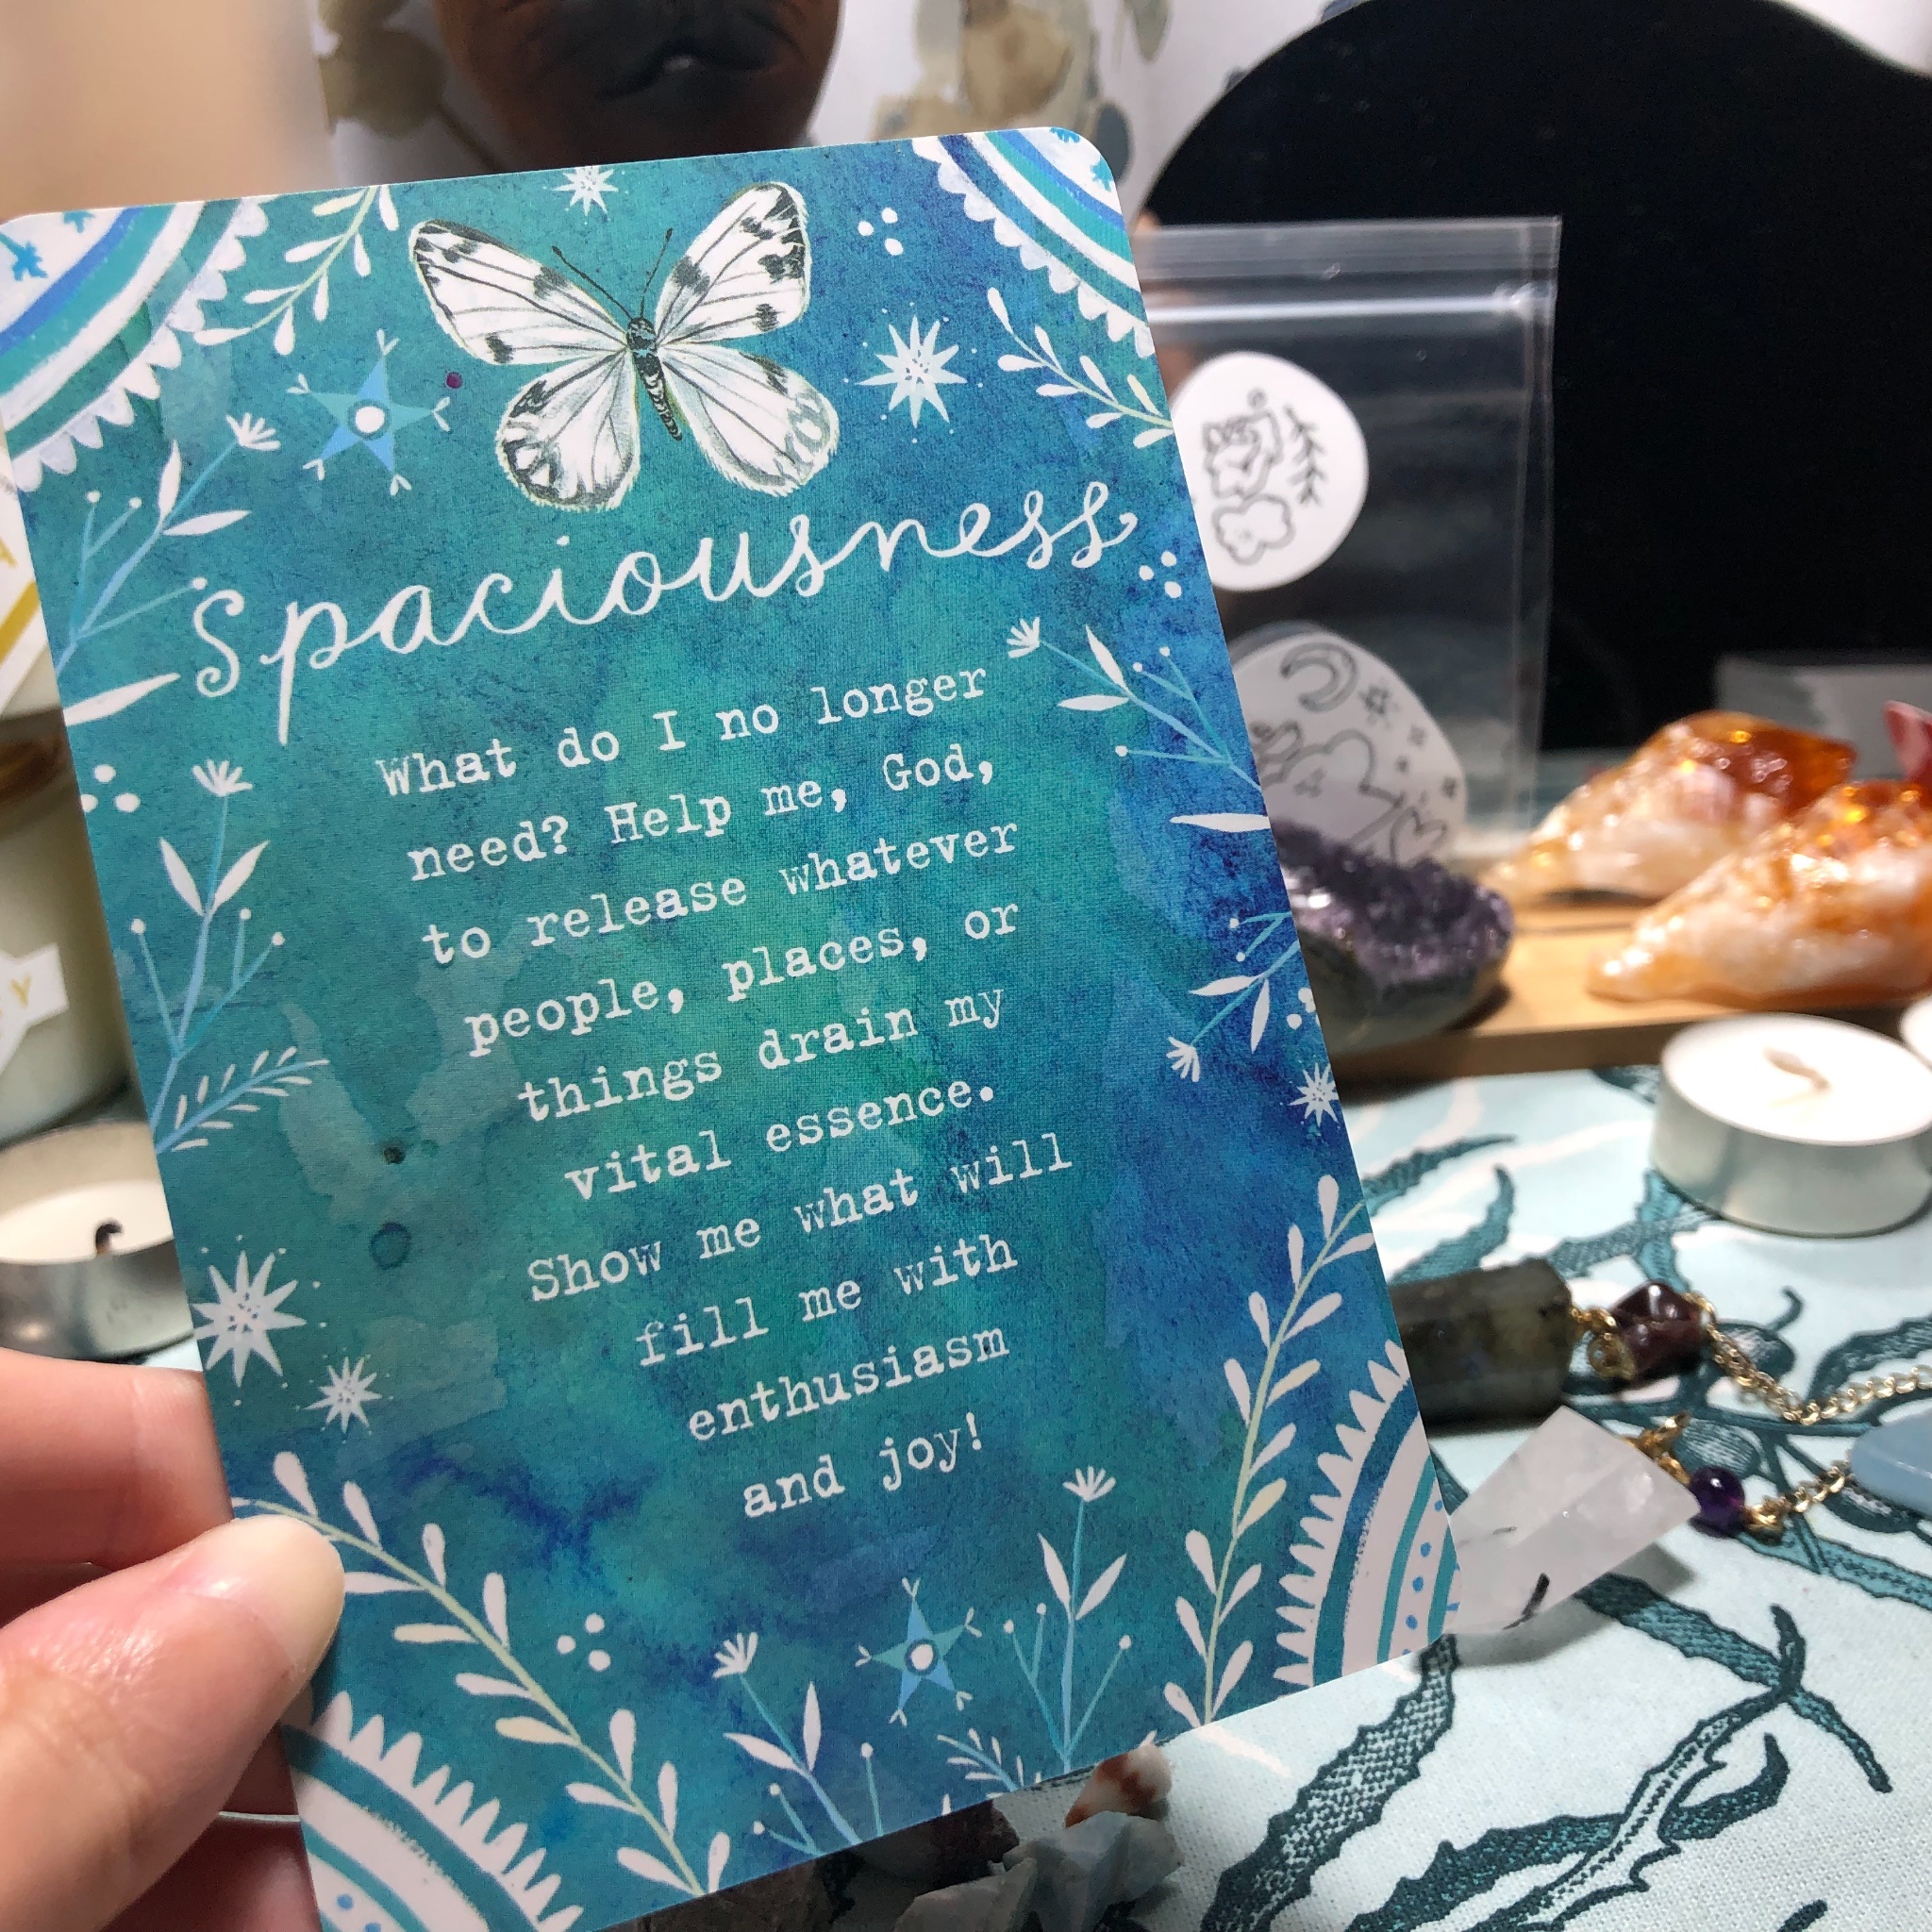 Spaciousness
What do I no longer
need? Help me, God,
to release whatever
people, places, or
things drain my
vital essence.
Show me what will
fill me with
enthusiasm
and joy!